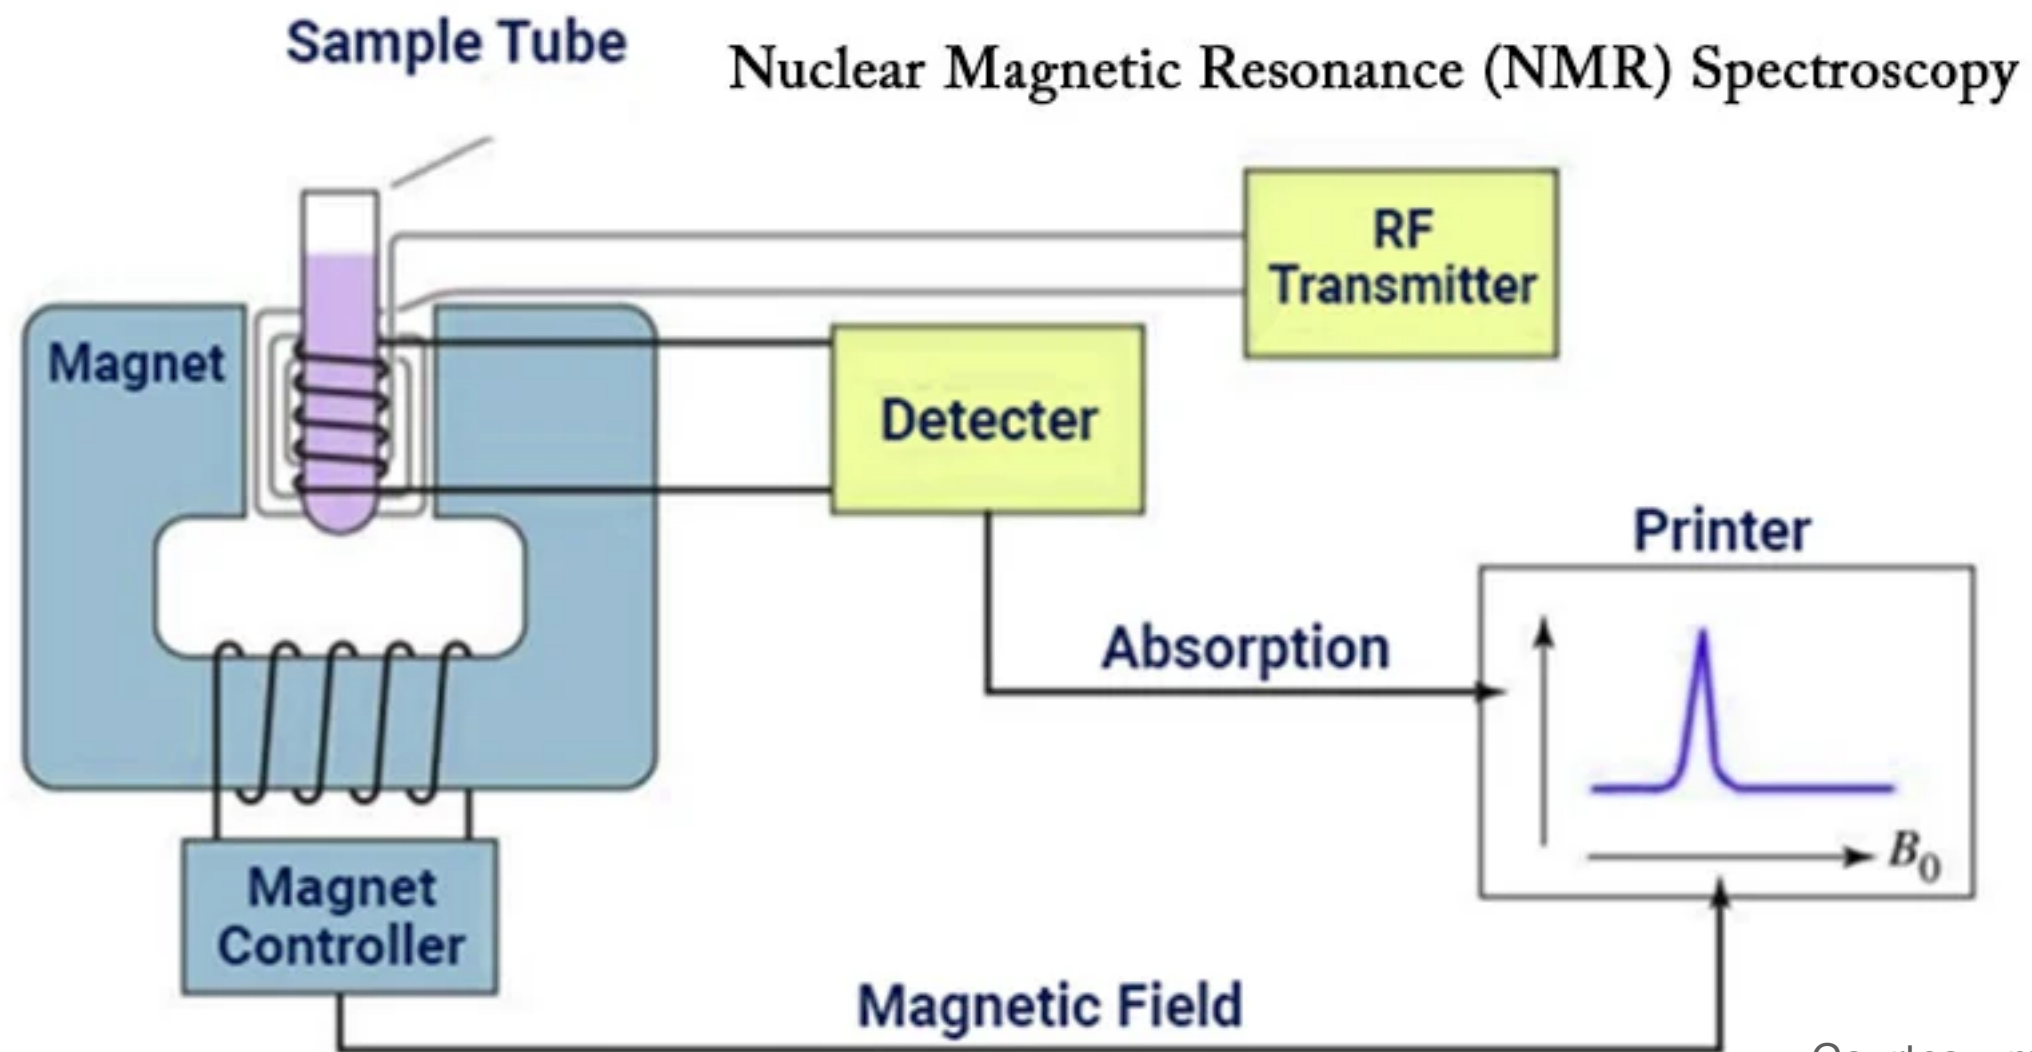 Sample Tube
Nuclear Magnetic Resonance (NMR) Spectroscopy
RF
Transmitter
Magnet
Detecter
Printer
Absorption
B₀
Magnet
Controller
Magnetic Field